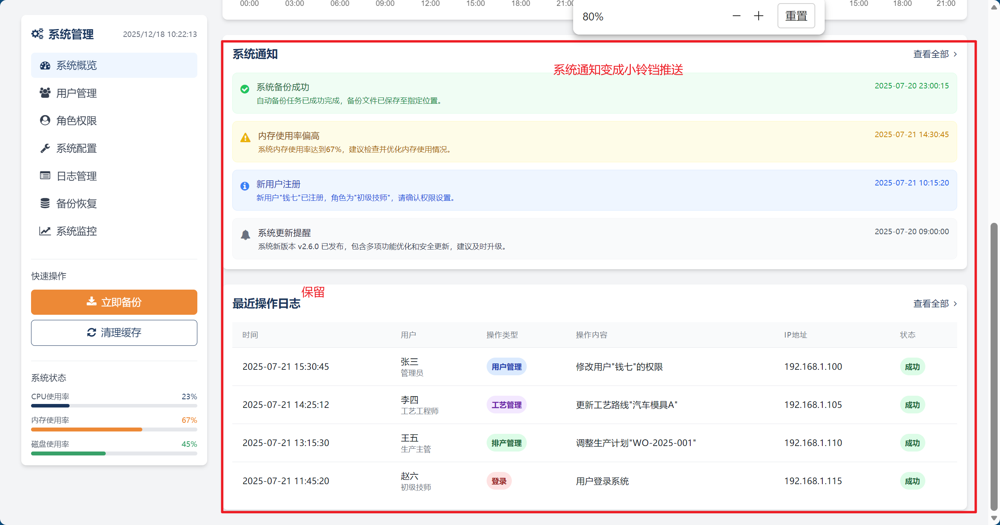 00:00 03:00 06:00 09:00 12:00 15:00 18:00 21:00 15:00 18:00 21:00
80% 重置
系统管理 2025/12/18 10:22:13
系统概览
用户管理
角色权限
系统配置
日志管理
备份恢复
系统监控
快速操作
立即备份
清理缓存
系统状态
CPU使用率 23%
内存使用率 67%
磁盘使用率 45%
系统通知 查看全部
系统通知变成小铃铛推送
系统备份成功 2025-07-20 23:00:15
自动备份任务已成功完成，备份文件已保存至指定位置。
内存使用率偏高 2025-07-21 14:30:45
系统内存使用率达到67%，建议检查并优化内存使用情况。
新用户注册 2025-07-21 10:15:20
新用户"钱七"已注册，角色为"初级技师"，请确认权限设置。
系统更新提醒 2025-07-20 09:00:00
系统新版本 v2.6.0 已发布，包含多项功能优化和安全更新，建议及时升级。
保留
最近操作日志 查看全部
时间 用户 操作类型 操作内容 IP地址 状态
2025-07-21 15:30:45 张三 用户管理 修改用户"钱七"的权限 192.168.1.100 成功
管理员
2025-07-21 14:25:12 李四 工艺管理 更新工艺路线"汽车模具A" 192.168.1.105 成功
工艺工程师
2025-07-21 13:15:30 王五 排产管理 调整生产计划"WO-2025-001" 192.168.1.110 成功
生产主管
2025-07-21 11:45:20 赵六 登录 用户登录系统 192.168.1.115 成功
初级技师